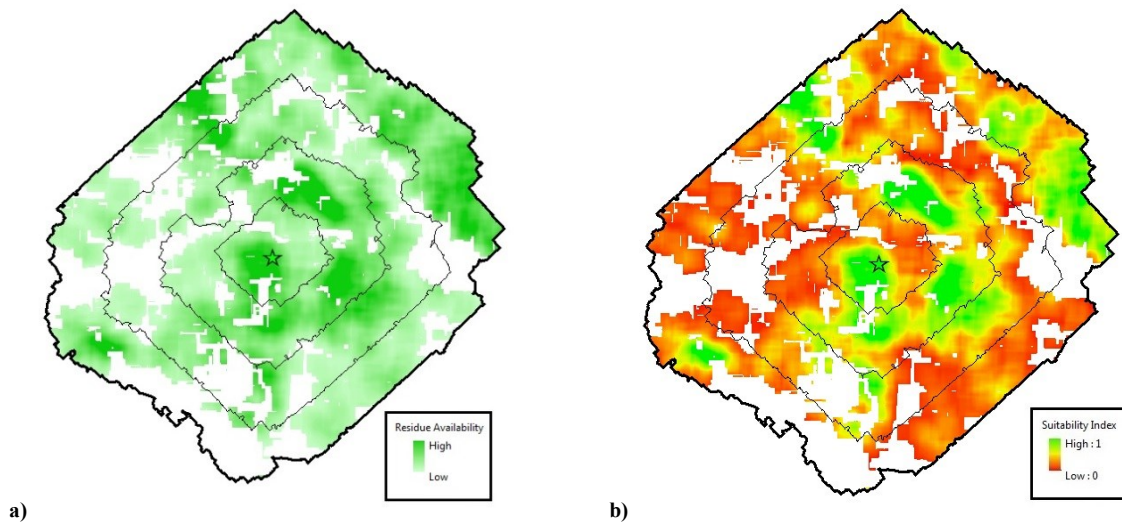 Residue Availability
High
Low
a)
Suitability Index
High : 1
Low : 0
b)